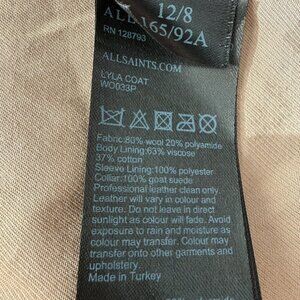 12/8
ALL 165/92A
RN 128793
ALLSAINTS.COM
LYLA COAT
WO033P
Fabric:80% wool 20% polyamide
Body Lining:63% viscose
37% cotton
Sleeve Lining:100% polyester
Collar:100% goat suede
Professional leather clean only.
Leather will vary in colour and
texture. Do not leave in direct
sunlight as colour will fade. Avoid
exposure to rain and moisture as
colour may transfer. Colour may
transfer onto other garments and
upholstery.
Made in Turkey